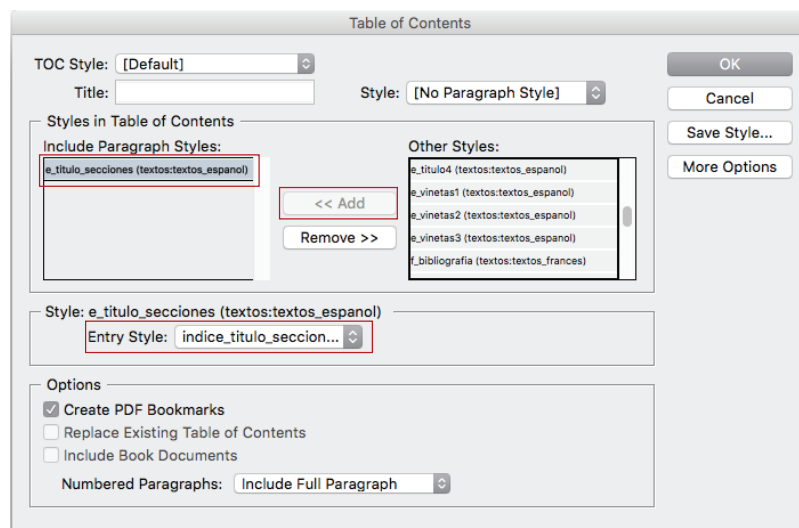 Table of Contents
TOC Style: [Default]
OK
Title:
Style: [No Paragraph Style]
Cancel
Styles in Table of Contents
Save Style...
Include Paragraph Styles:
Other Styles:
More Options
e_titulo_secciones (textos:textos_espanol)
e_titulo4 (textos:textos_espanol)
e_vinetas1 (textos:textos_espanol)
<< Add
e_vinetas2 (textos:textos_espanol)
Remove >>
e_vinetas3 (textos:textos_espanol)
f_bibliografia (textos:textos_frances)
Style: e_titulo_secciones (textos:textos_espanol)
Entry Style: indice_titulo_seccion...
Options
Create PDF Bookmarks
Replace Existing Table of Contents
Include Book Documents
Numbered Paragraphs: Include Full Paragraph